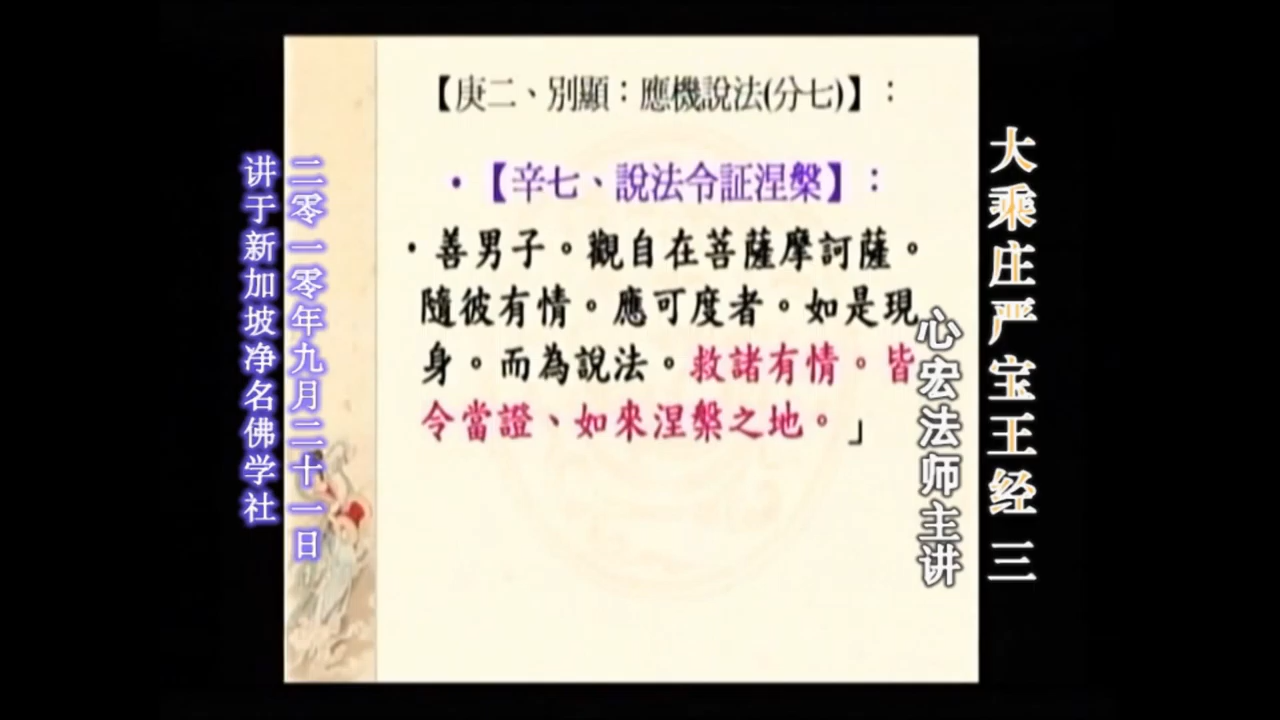 【庚二、別顯：應機說法(分七)】：
•【辛七、說法令証涅槃】：
•善男子。觀自在菩薩摩訶薩。
隨彼有情。應可度者。如是現
身。而為說法。救諸有情。皆
令當證、如來涅槃之地。」
大乘庄严宝王经 三
心宏法师主讲
二零一零年九月二十一日
讲于新加坡净名佛学社